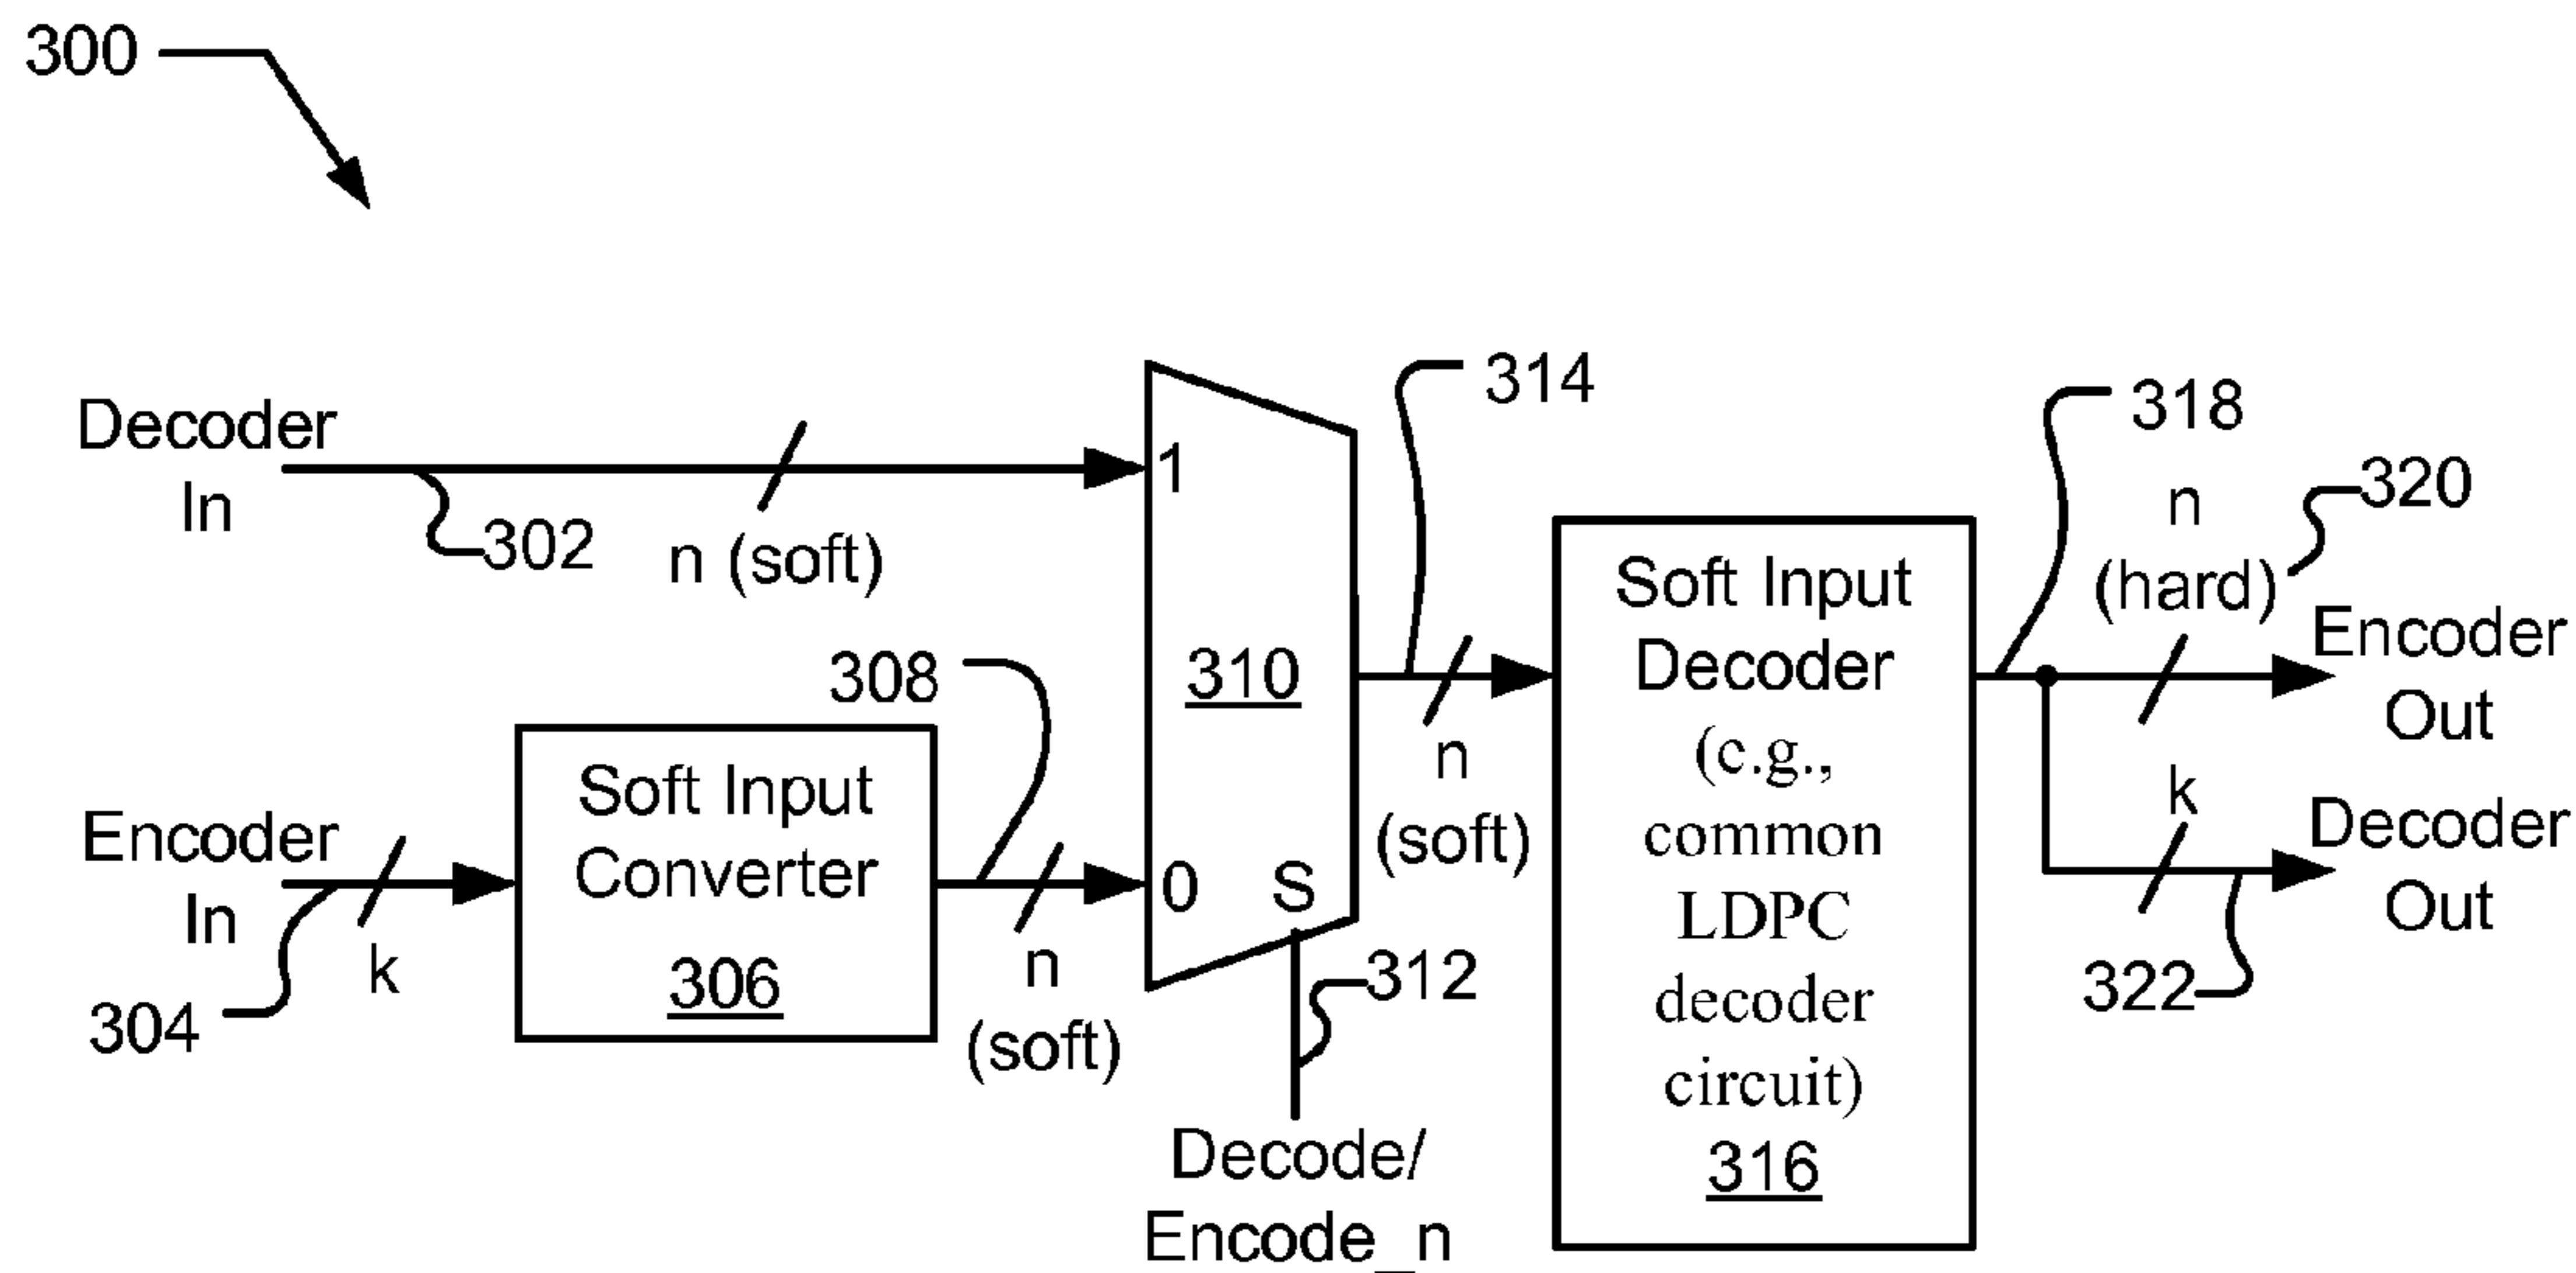 300
314
318
Decoder
In
1
302
n (soft)
n
(hard)
320
308
310
n
(soft)
Soft Input
Decoder
(c.g.,
common
LDPC
decoder
circuit)
316
Encoder
Out
Encoder
In
304
k
Soft Input
Converter
306
n
(soft)
0 S
312
Decode/
Encode_n
k
Decoder
Out
322